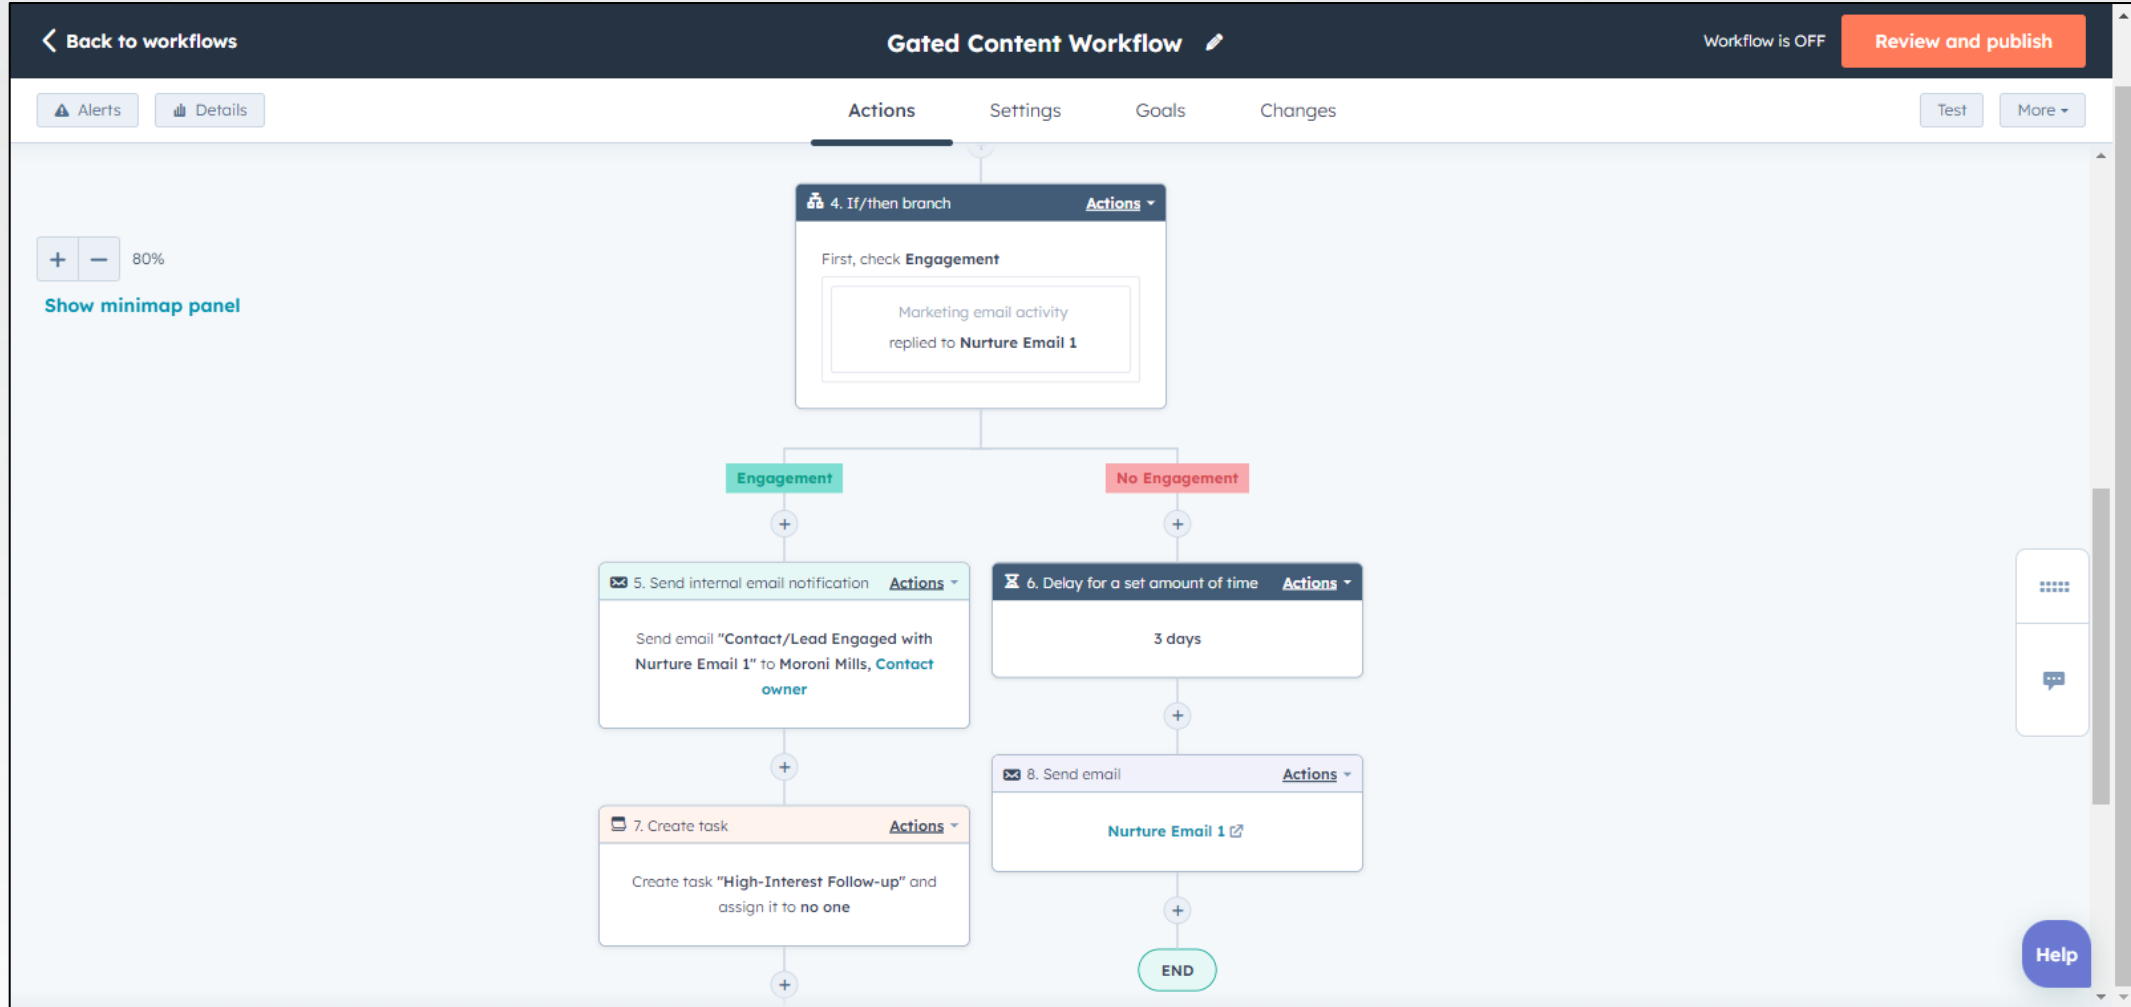 Back to workflows
Gated Content Workflow
Workflow is OFF
Review and publish
Alerts
Details
Actions
Settings
Goals
Changes
Test
More
80%
Show minimap panel
4. If/then branch
Actions
First, check Engagement
Marketing email activity
replied to Nurture Email 1
Engagement
No Engagement
5. Send internal email notification
Actions
Send email "Contact/Lead Engaged with
Nurture Email 1" to Moroni Mills, Contact
owner
6. Delay for a set amount of time
Actions
3 days
7. Create task
Actions
Create task "High-Interest Follow-up" and
assign it to no one
8. Send email
Actions
Nurture Email 1
END
Help